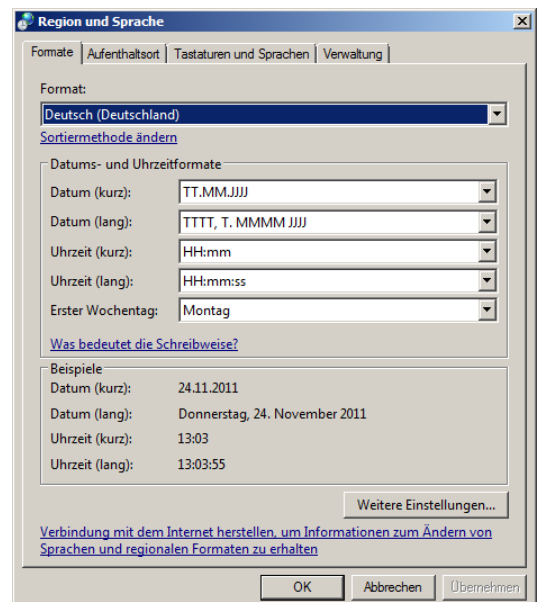 Region und Sprache
Formate Aufenthaltsort Tastaturen und Sprachen Verwaltung
Format:
Deutsch (Deutschland)
Sortiermethode ändern
Datums- und Uhrzeitformate
Datum (kurz): TT.MM.JJJJ
Datum (lang): TTTT, T. MMMM JJJJ
Uhrzeit (kurz): HH:mm
Uhrzeit (lang): HH:mm:ss
Erster Wochentag: Montag
Was bedeutet die Schreibweise?
Beispiele
Datum (kurz): 24.11.2011
Datum (lang): Donnerstag, 24. November 2011
Uhrzeit (kurz): 13:03
Uhrzeit (lang): 13:03:55
Weitere Einstellungen...
Verbindung mit dem Internet herstellen, um Informationen zum Ändern von
Sprachen und regionalen Formaten zu erhalten
OK Abbrechen Übernehmen